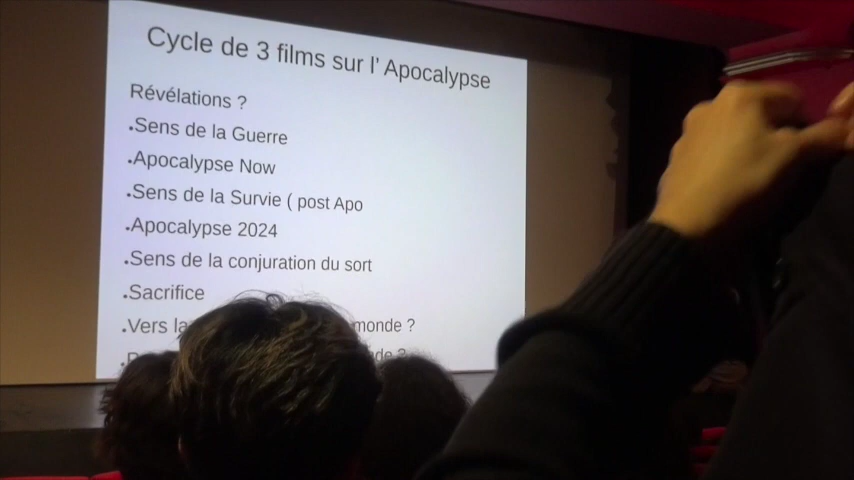 Cycle de 3 films sur l' Apocalypse
Révélations ?
.Sens de la Guerre
.Apocalypse Now
.Sens de la Survie ( post Apo
.Apocalypse 2024
.Sens de la conjuration du sort
.Sacrifice
.Vers la monde ?